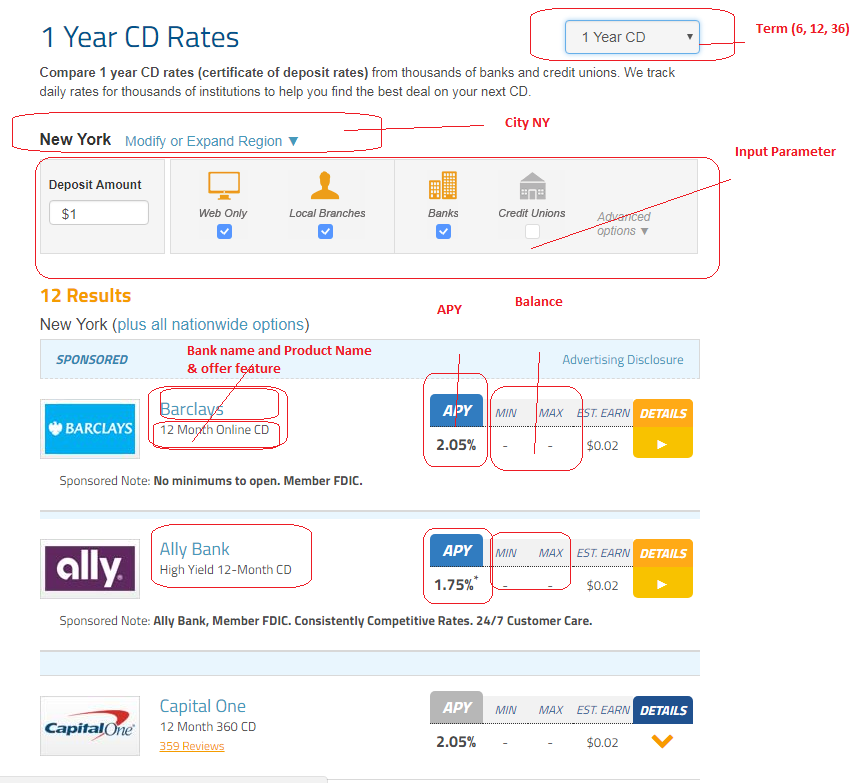 1 Year CD Rates
1 Year CD ▼
Term (6, 12, 36)
Compare 1 year CD rates (certificate of deposit rates) from thousands of banks and credit unions. We track
daily rates for thousands of institutions to help you find the best deal on your next CD.
New York Modify or Expand Region ▼
City NY
Input Parameter
Deposit Amount
$1
Web Only
Local Branches
Banks
Credit Unions
Advanced
options ▼
12 Results
New York (plus all nationwide options)
APY
Balance
SPONSORED
Bank name and Product Name
& offer feature
Advertising Disclosure
BARCLAYS
Barclays
12 Month Online CD
APY MIN MAX EST. EARN DETAILS
2.05% - - $0.02
Sponsored Note: No minimums to open. Member FDIC.
ally
Ally Bank
High Yield 12-Month CD
APY MIN MAX EST. EARN DETAILS
1.75%* - - $0.02
Sponsored Note: Ally Bank, Member FDIC. Consistently Competitive Rates. 24/7 Customer Care.
Capital One
Capital One
12 Month 360 CD
359 Reviews
APY MIN MAX EST. EARN DETAILS
2.05% - - $0.02